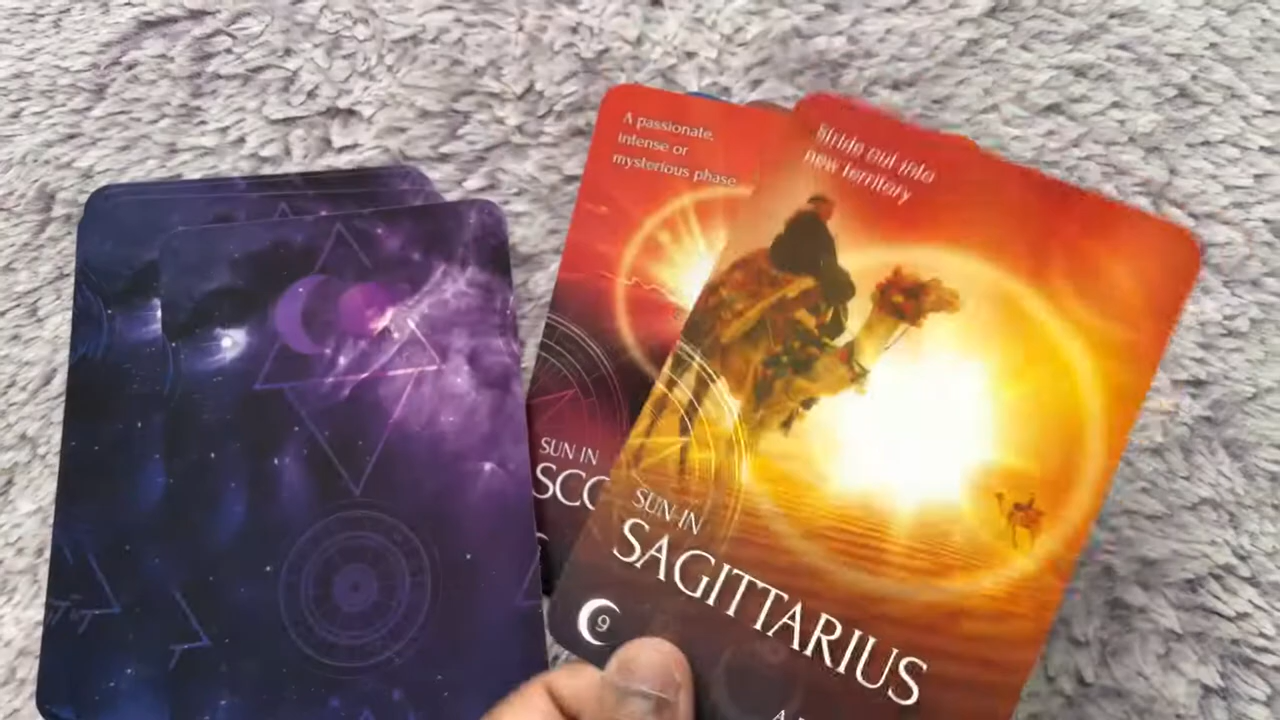 A passionate,
intense or
mysterious phase
Stride out into
new territory
SUN IN
SCO
SUN IN
SAGITTARIUS
9